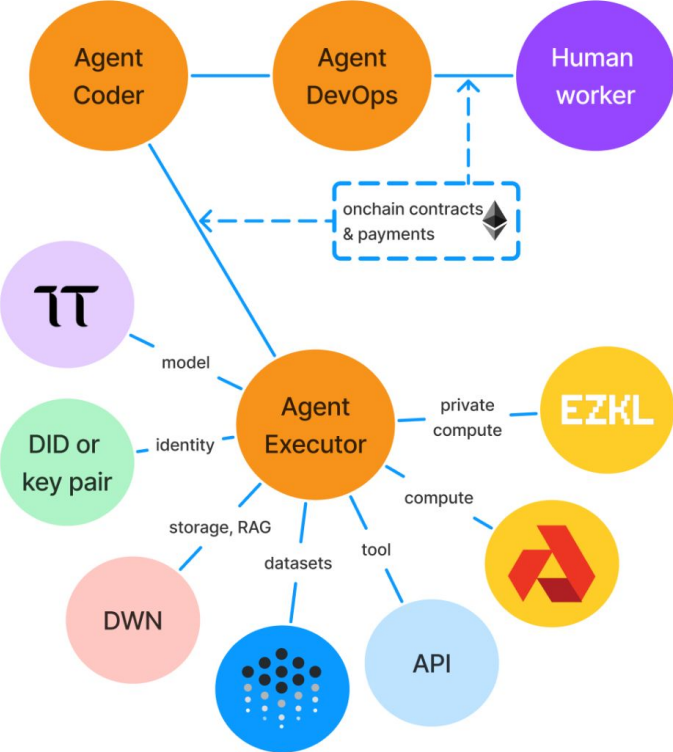 Agent
Coder
Agent
DevOps
Human
worker
onchain contracts
& payments
model
Agent
Executor
private
compute
EZKL
DID or
key pair
identity
compute
storage, RAG
datasets
tool
DWN
API